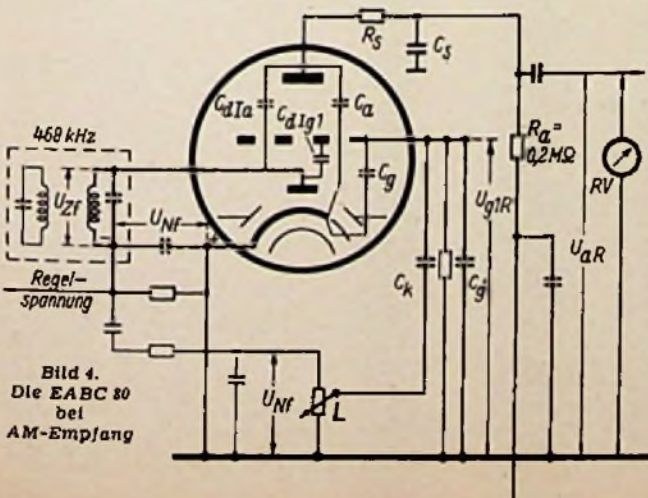 R_S
C_S
C_dIa
C_dIg1
C_a
468 kHz
C_g
R_a =
0,2MΩ
RV
U_Zf
U_Nf
U_g1R
U_aR
Regel-
spannung
C_k
C_g'
Bild 4.
Die EABC 80
bei
AM-Empfang
U_Nf
L